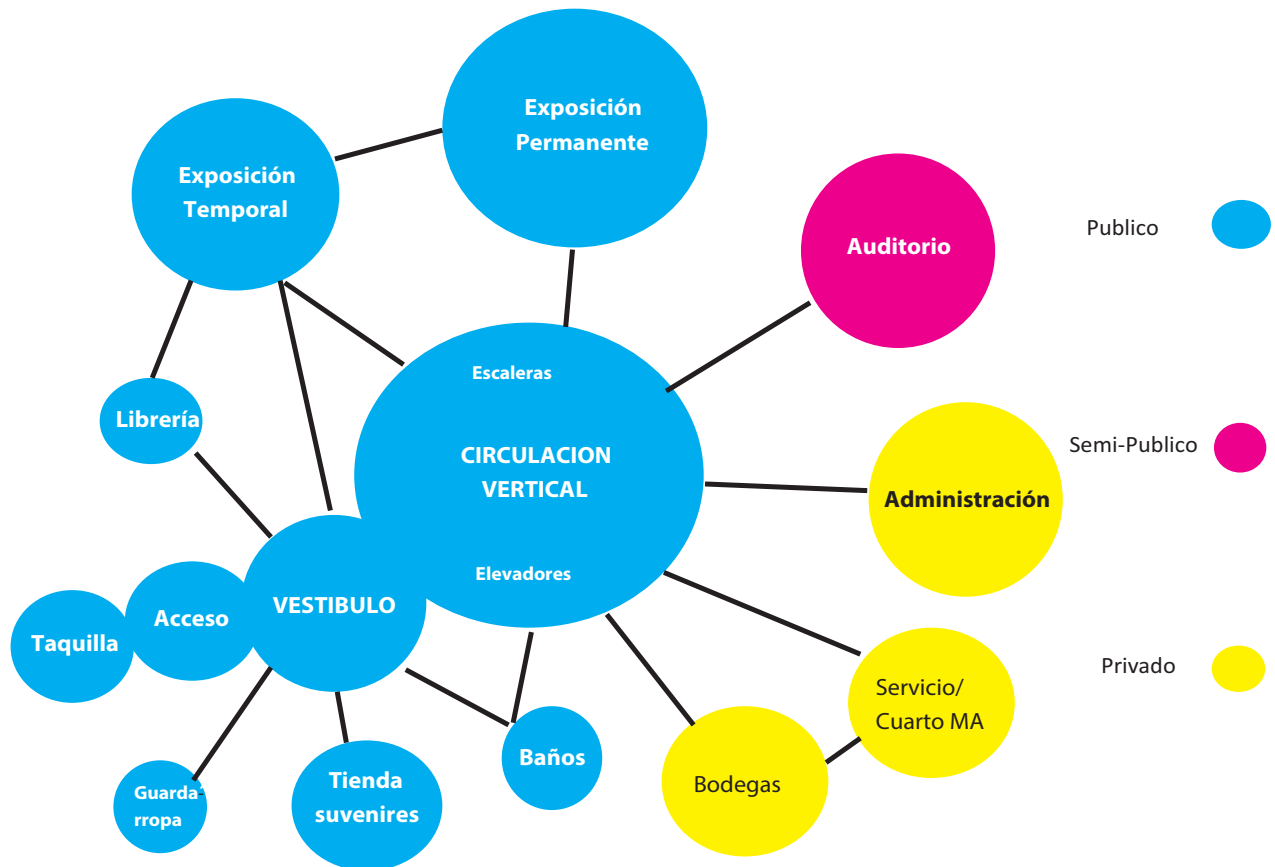 Exposición
Permanente
Exposición
Temporal
Auditorio
Publico
Escaleras
Librería
CIRCULACION
VERTICAL
Semi-Publico
Administración
Elevadores
VESTIBULO
Acceso
Taquilla
Privado
Servicio/
Cuarto MA
Baños
Tienda
suvenires
Bodegas
Guarda-
rropa